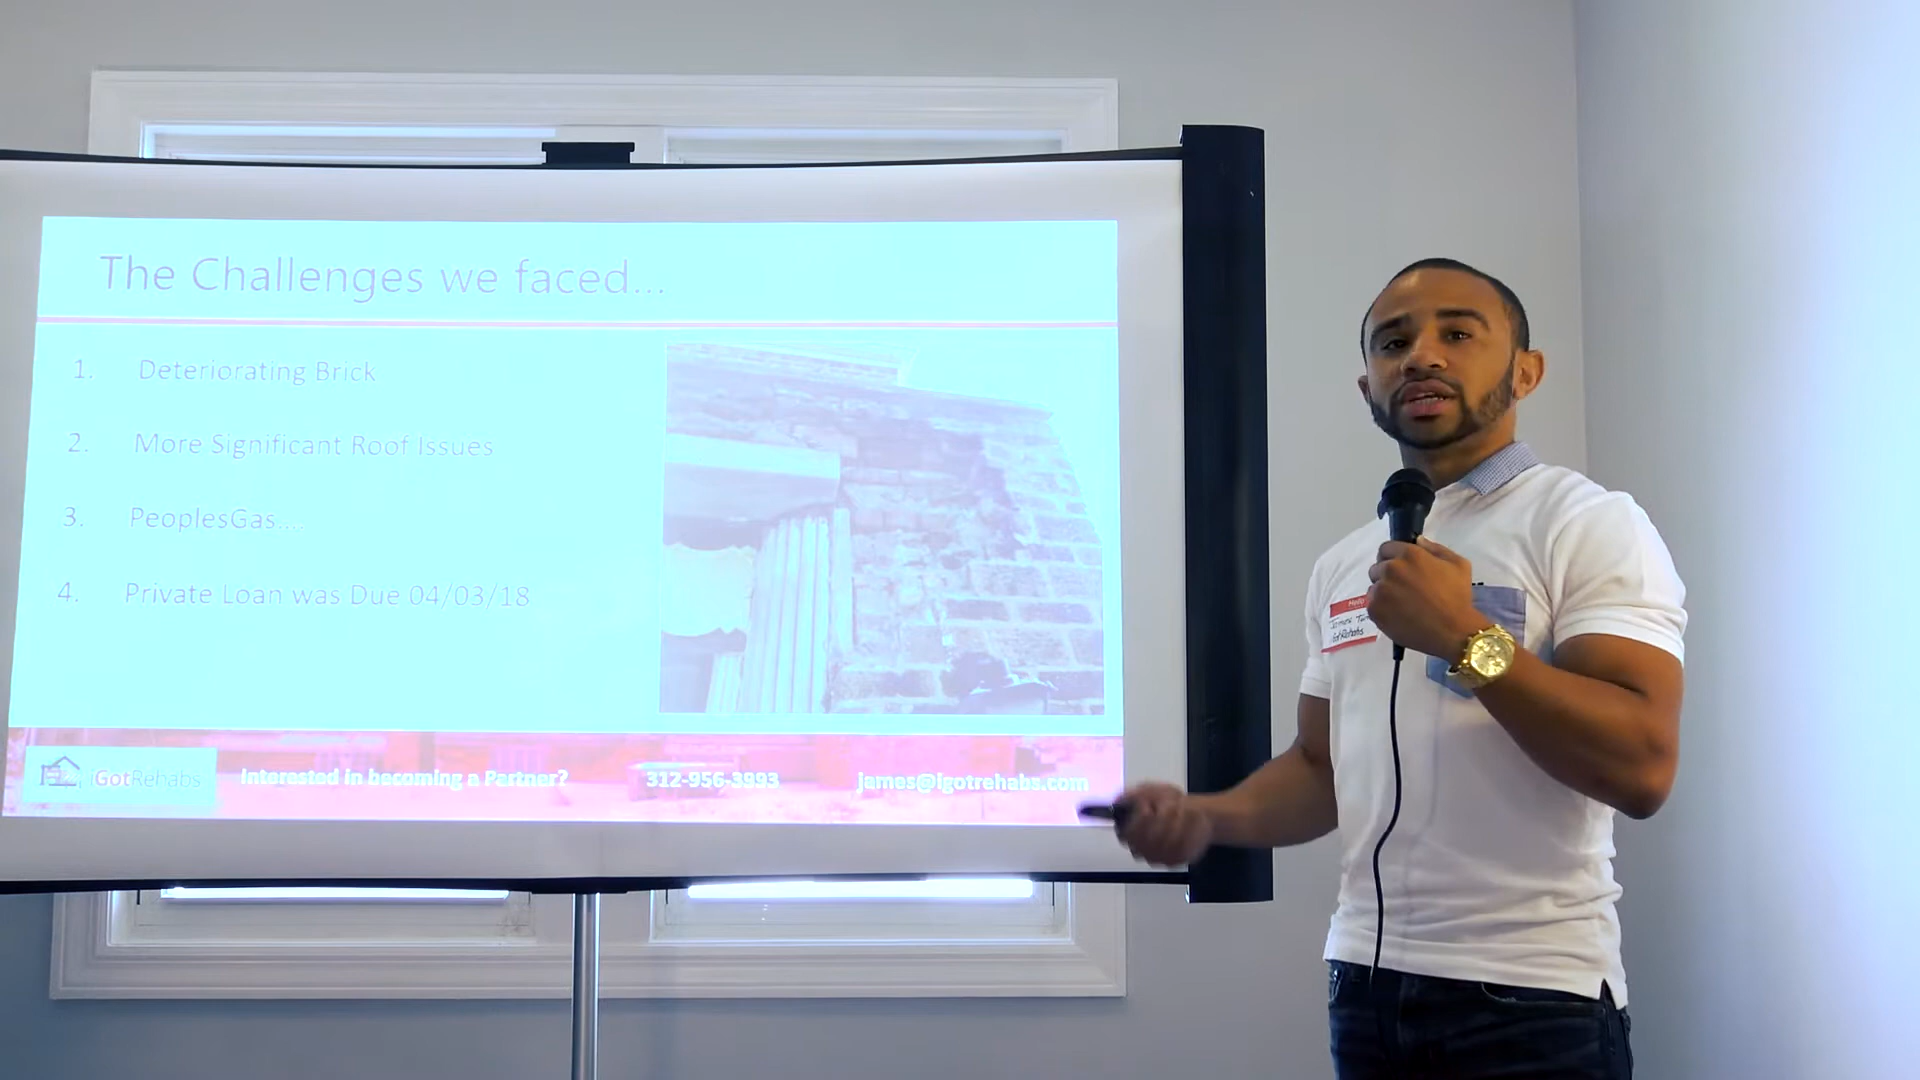 The Challenges we faced...
1. Deteriorating Brick
2. More Significant Roof Issues
3. PeoplesGas....
4. Private Loan was Due 04/03/18
iGotRehabs
Interested in becoming a Partner?
312-956-3993
james@igotrehabs.com
Hello